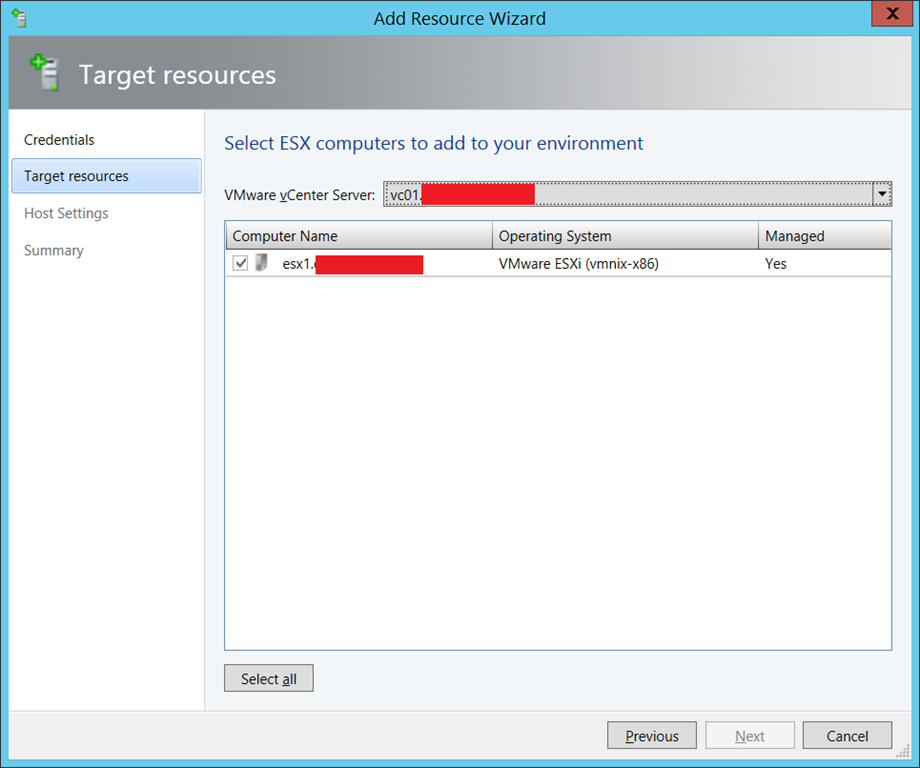 Add Resource Wizard
Target resources
Credentials
Target resources
Host Settings
Summary
Select ESX computers to add to your environment
VMware vCenter Server: vc01.
Computer Name Operating System Managed
esx1. VMware ESXi (vmnix-x86) Yes
Select all
Previous Next Cancel